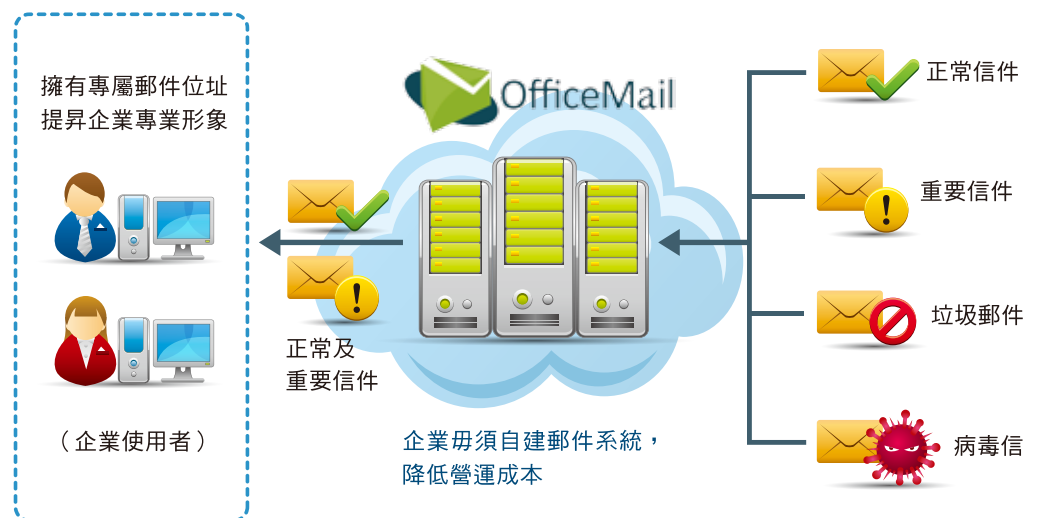 擁有專屬郵件位址
提昇企業專業形象
（企業使用者）
正常及
重要信件
OfficeMail
企業毋須自建郵件系統，
降低營運成本
正常信件
重要信件
垃圾郵件
病毒信